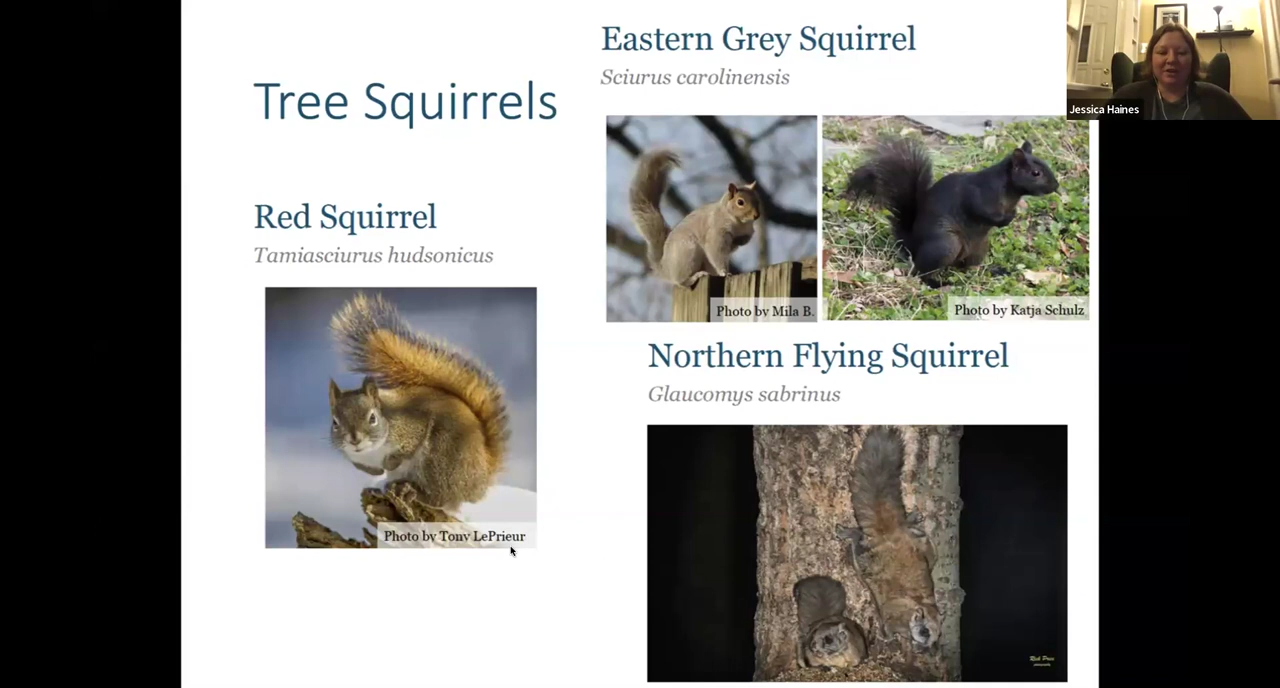 Tree Squirrels
Red Squirrel
Tamiasciurus hudsonicus
Photo by Tony LePrieur
Eastern Grey Squirrel
Sciurus carolinensis
Photo by Mila B.
Photo by Katja Schulz
Northern Flying Squirrel
Glaucomys sabrinus
Jessica Haines